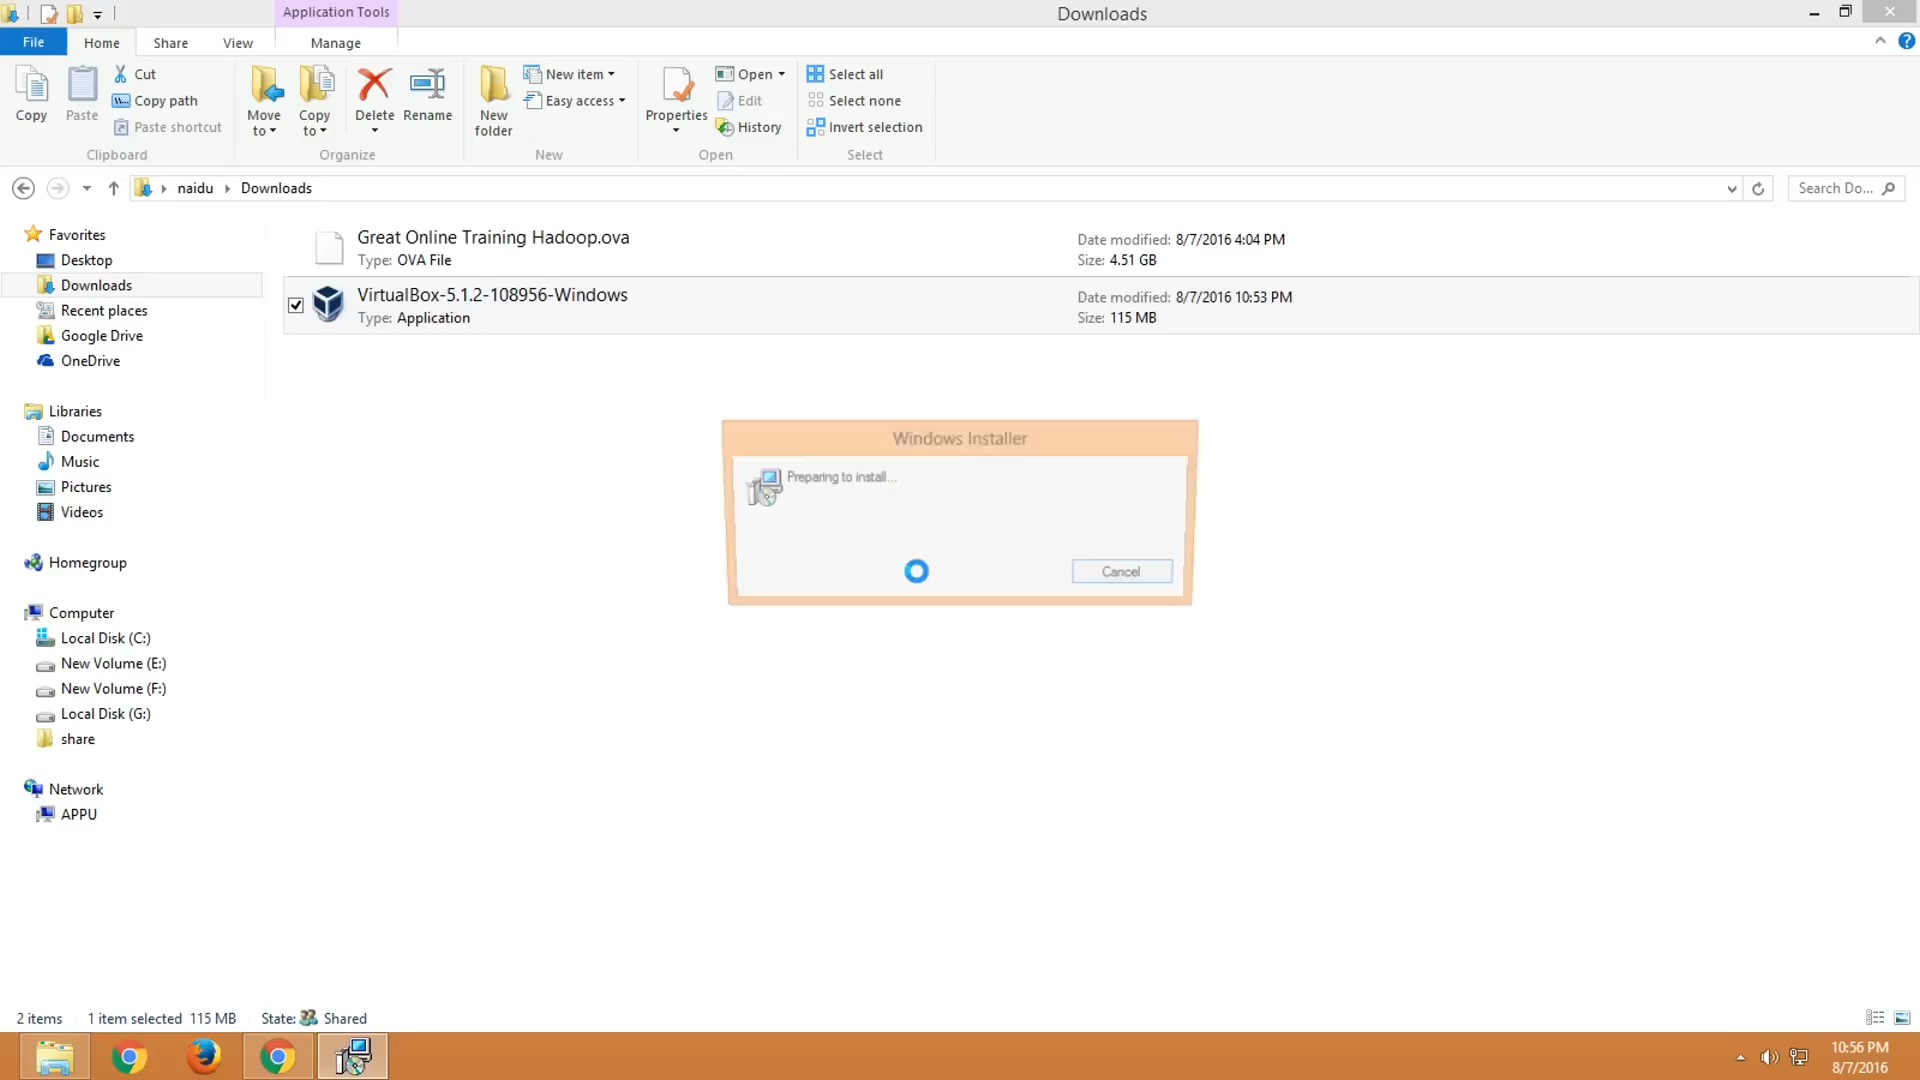 Application Tools
Downloads
File
Home
Share
View
Manage
Copy
Paste
Cut
Copy path
Paste shortcut
Clipboard
Move to
Copy to
Delete
Rename
Organize
New folder
New item
Easy access
New
Properties
Open
Edit
History
Open
Select all
Select none
Invert selection
Select
naidu
Downloads
Search Do...
Favorites
Desktop
Downloads
Recent places
Google Drive
OneDrive
Libraries
Documents
Music
Pictures
Videos
Homegroup
Computer
Local Disk (C:)
New Volume (E:)
New Volume (F:)
Local Disk (G:)
share
Network
APPU
Great Online Training Hadoop.ova
Type: OVA File
Date modified: 8/7/2016 4:04 PM
Size: 4.51 GB
VirtualBox-5.1.2-108956-Windows
Type: Application
Date modified: 8/7/2016 10:53 PM
Size: 115 MB
Windows Installer
Preparing to install...
Cancel
2 items
1 item selected 115 MB
State: Shared
10:56 PM
8/7/2016